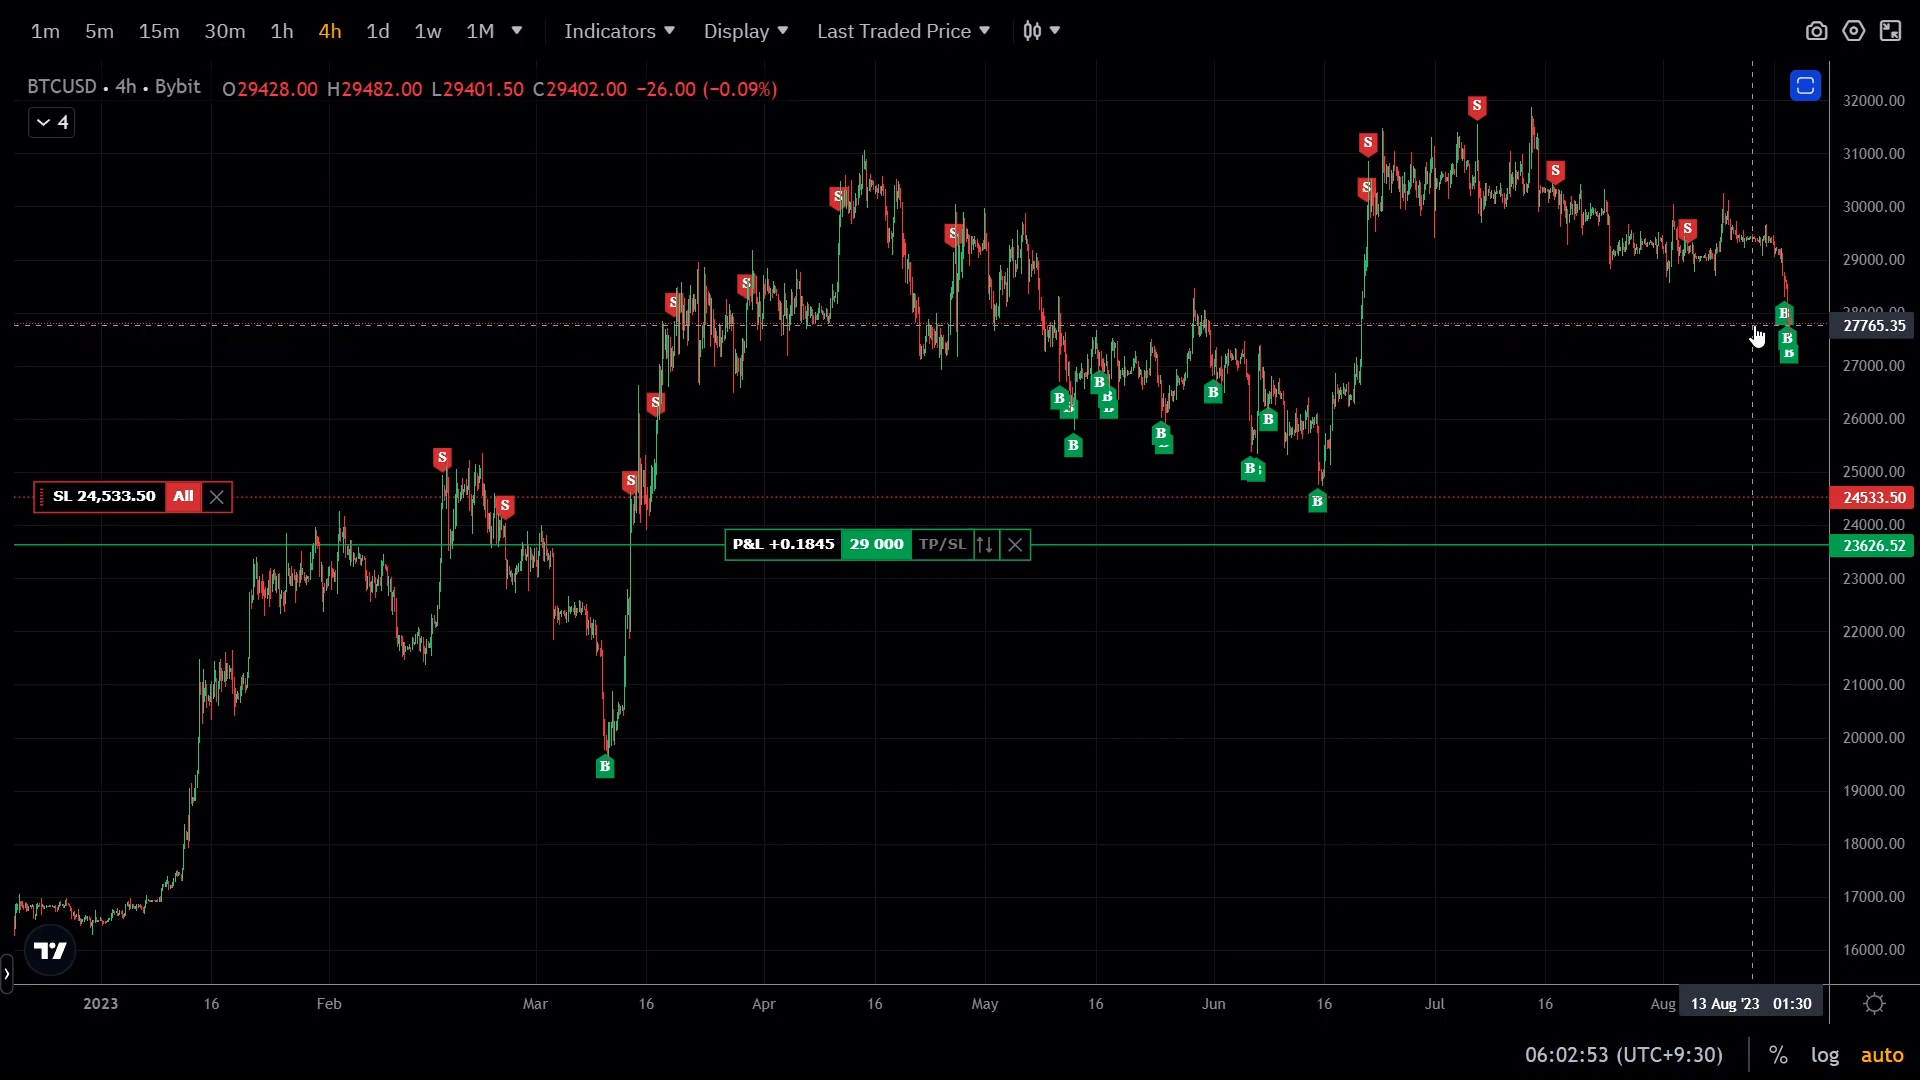 1m 5m 15m 30m 1h 4h 1d 1w 1M Indicators Display Last Traded Price
BTCUSD • 4h • Bybit O29428.00 H29482.00 L29401.50 C29402.00 −26.00 (−0.09%)
4
32000.00
S
S
31000.00
S
S
S
30000.00
S
S
29000.00
S
S
28000.00
B
27765.35
B
B
27000.00
B
B
B
B
S
26000.00
B
B
B
S
B
25000.00
SL 24,533.50 All
24533.50
S
S
B
24000.00
P&L +0.1845 29 000 TP/SL
23626.52
23000.00
22000.00
21000.00
20000.00
B
19000.00
18000.00
17000.00
16000.00
2023 16 Feb Mar 16 Apr 16 May 16 Jun 16 Jul 16 Aug 13 Aug '23 01:30
06:02:53 (UTC+9:30) % log auto